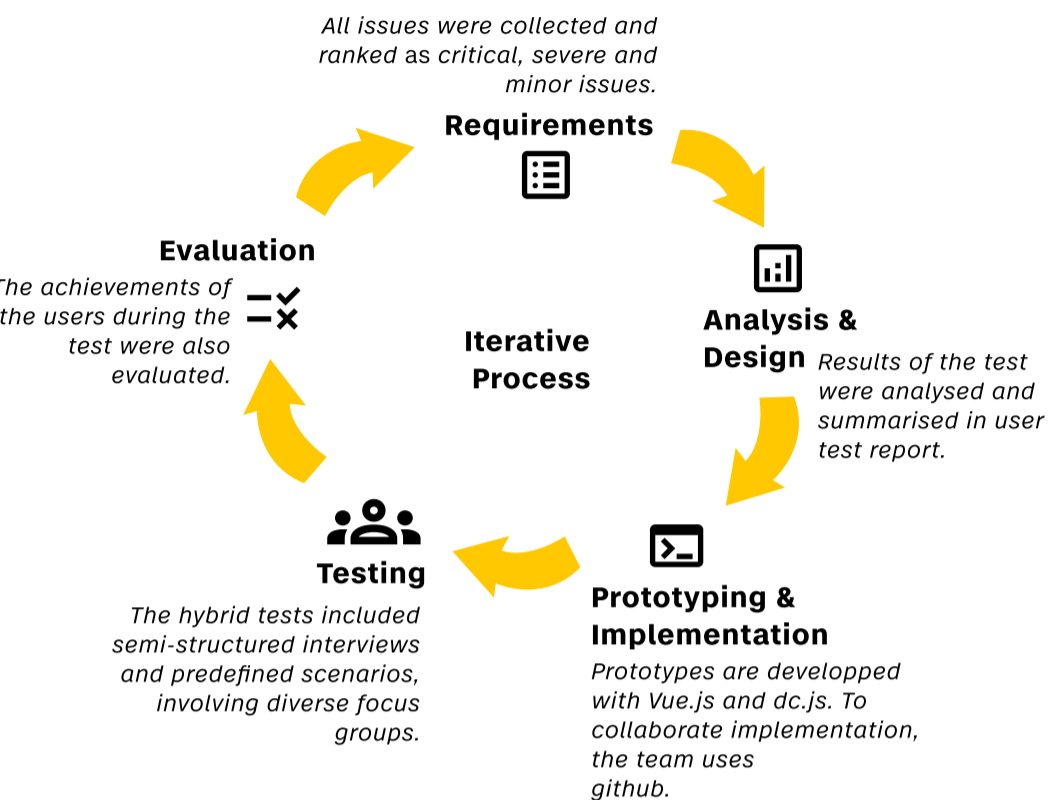 All issues were collected and
ranked as critical, severe and
minor issues.
Requirements
Analysis &
Design
Results of the test
were analysed and
summarised in user
test report.
Prototyping &
Implementation
Prototypes are developped
with Vue.js and dc.js. To
collaborate implementation,
the team uses
github.
Testing
The hybrid tests included
semi-structured interviews
and predefined scenarios,
involving diverse focus
groups.
Evaluation
The achievements of
the users during the
test were also
evaluated.
Iterative
Process